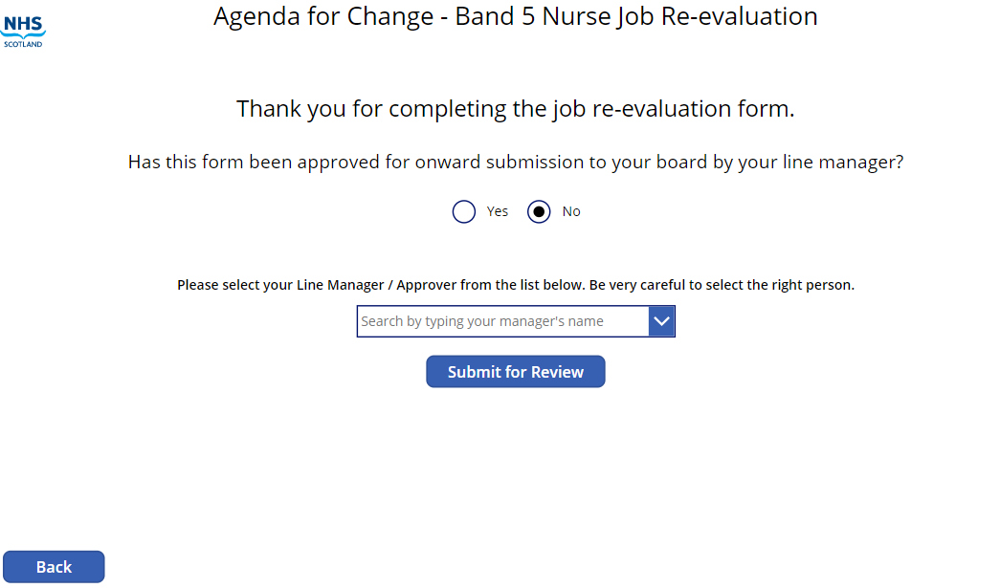 Agenda for Change - Band 5 Nurse Job Re-evaluation
NHS
SCOTLAND
Thank you for completing the job re-evaluation form.
Has this form been approved for onward submission to your board by your line manager?
Yes No
Please select your Line Manager / Approver from the list below. Be very careful to select the right person.
Search by typing your manager's name
Submit for Review
Back